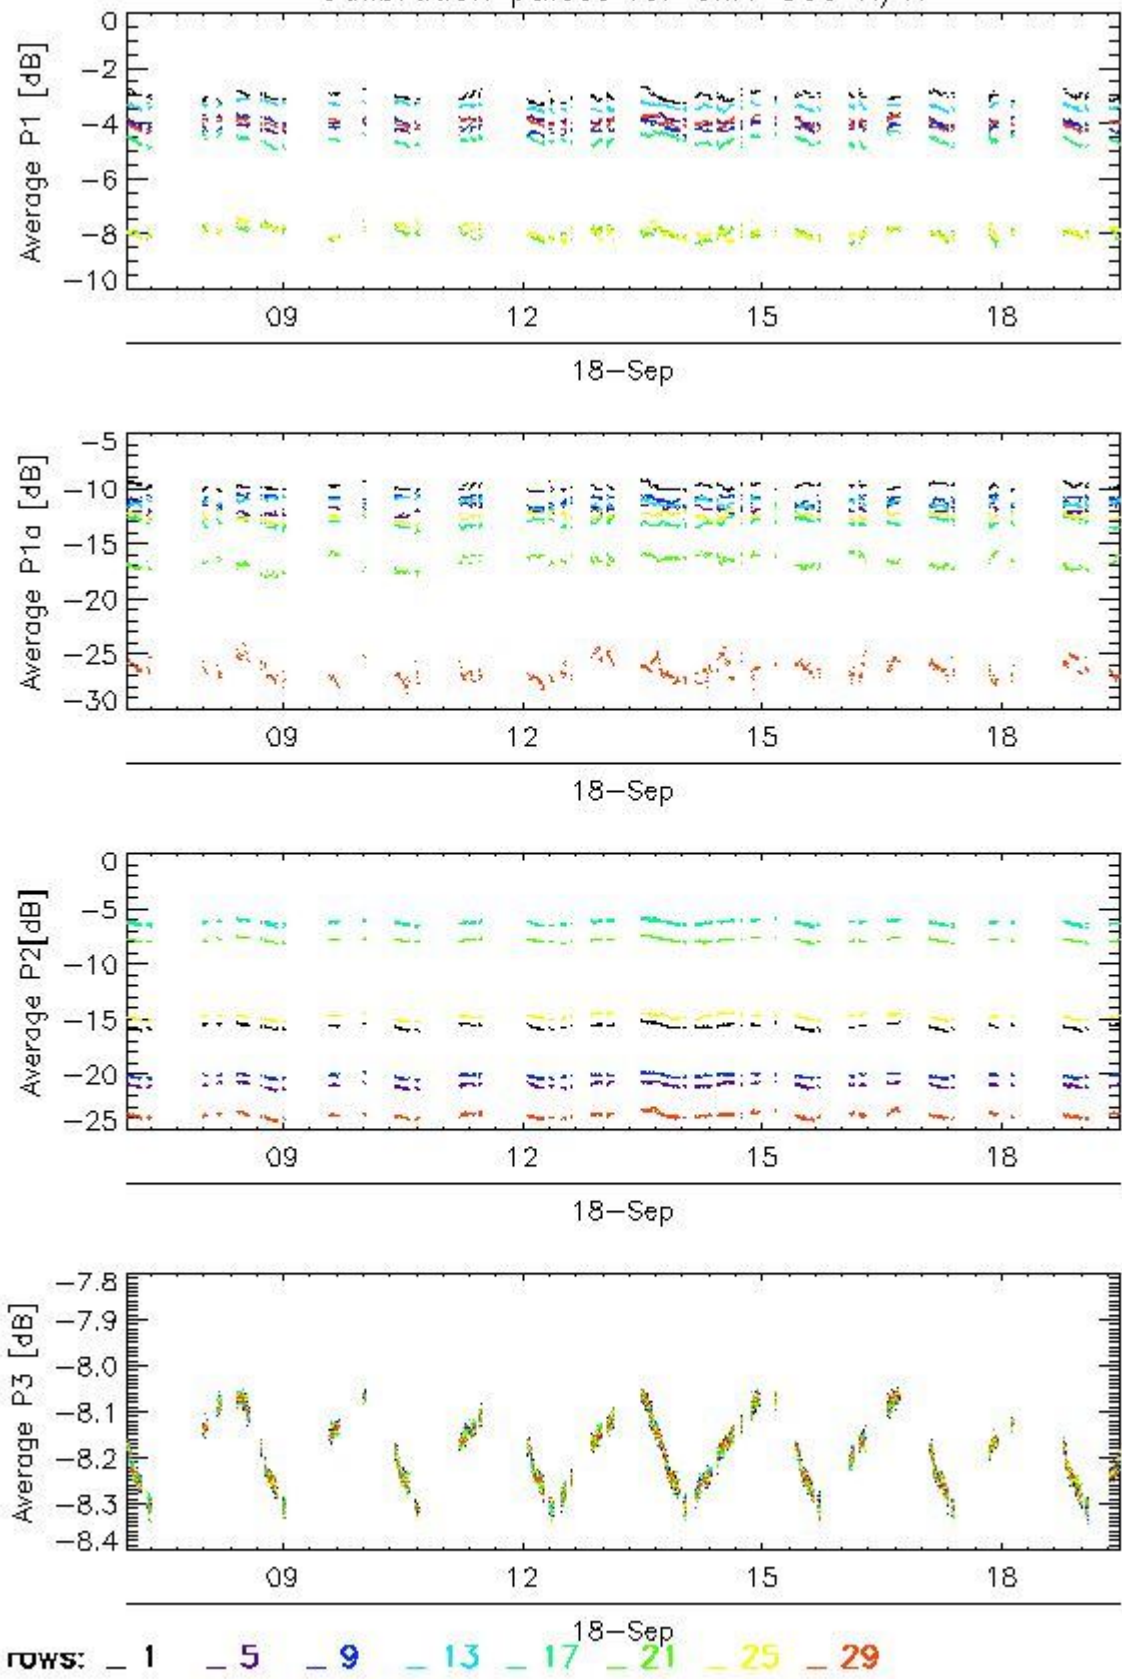 0
−2
−4
−6
−8
−10
Average P1 [dB]
09 12 15 18
18−Sep
−5
−10
−15
−20
−25
−30
Average P1a [dB]
09 12 15 18
18−Sep
0
−5
−10
−15
−20
−25
Average P2[dB]
09 12 15 18
18−Sep
−7.8
−7.9
−8.0
−8.1
−8.2
−8.3
−8.4
Average P3 [dB]
09 12 15 18
18−Sep
rows: _ 1 _ 5 _ 9 _ 13 _ 17 _ 21 _ 25 _ 29